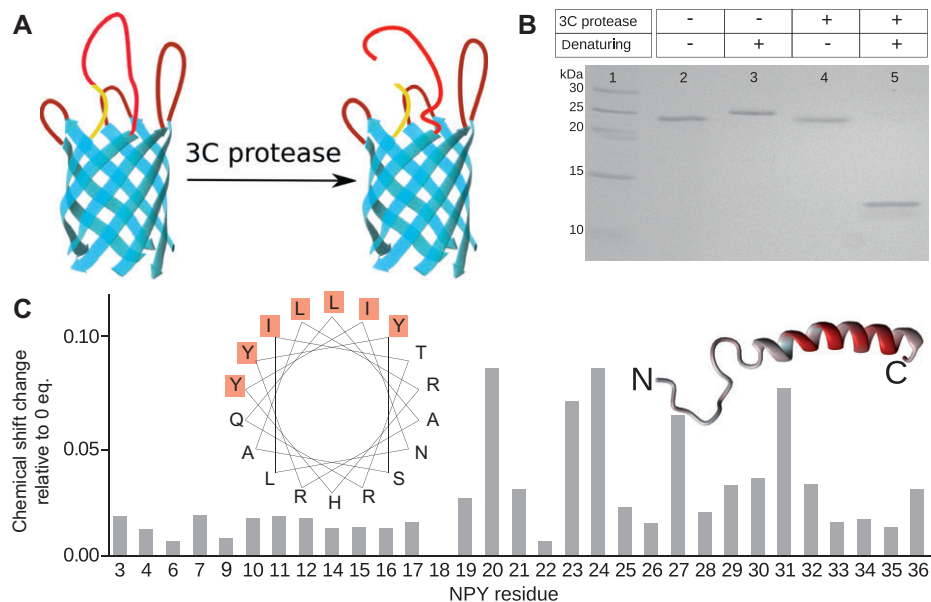 A
3C protease
B
3C protease - - + +
Denaturing - + - +
kDa 1 2 3 4 5
30
25
20
15
10
C
Chemical shift change
relative to 0 eq.
0.10
0.05
0.00
L
L I
I Y
Y T
Y R
Q A
A N
L S
R R
H
N
C
3 4 6 7 9 10 11 12 14 16 17 18 19 20 21 22 23 24 25 26 27 28 29 30 31 32 33 34 35 36
NPY residue